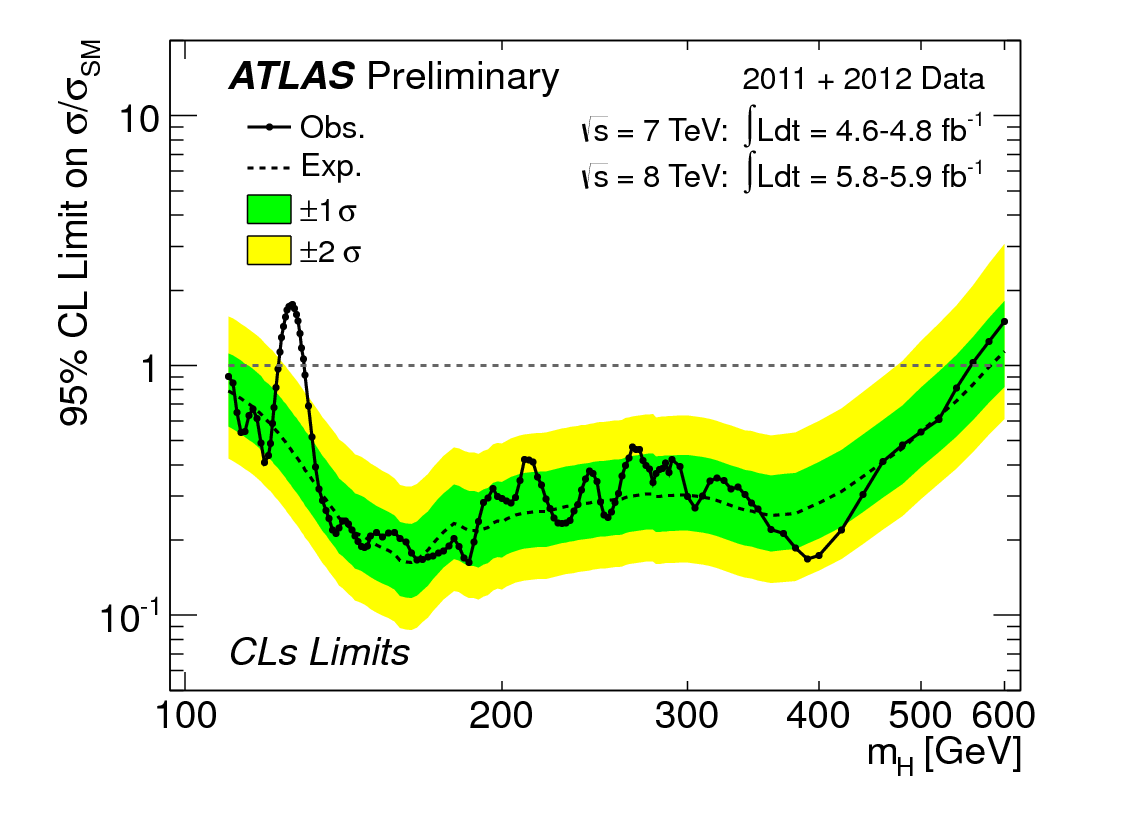 ATLAS Preliminary
2011 + 2012 Data
Obs.
√s = 7 TeV: ∫Ldt = 4.6-4.8 fb⁻¹
Exp.
√s = 8 TeV: ∫Ldt = 5.8-5.9 fb⁻¹
±1 σ
±2 σ
95% CL Limit on σ/σ_SM
10
1
10⁻¹
CLs Limits
100 200 300 400 500 600
m_H [GeV]